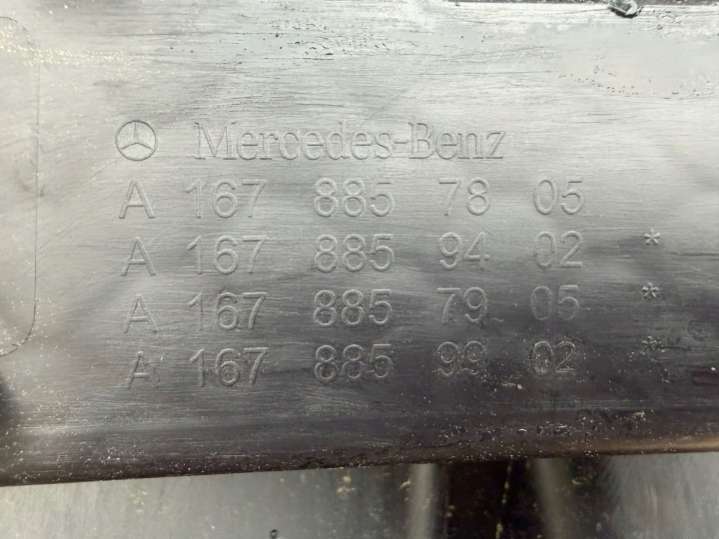 Mercedes-Benz
A 167 885 78 05
A 167 885 94 02 *
A 167 885 79 05 *
A 167 885 99 02 *